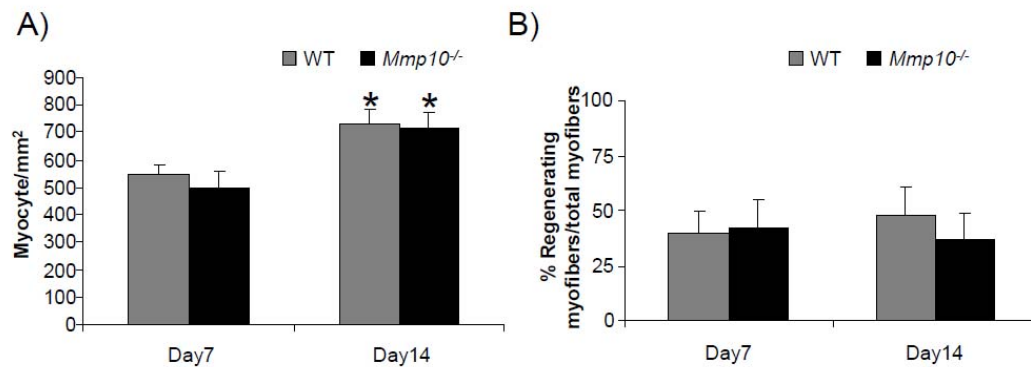 A)
WT Mmp10-/-
900
800
700
600
500
400
300
200
100
0
Myocyte/mm2
* *
Day7 Day14
B)
WT Mmp10-/-
100
75
50
25
0
% Regenerating
myofibers/total myofibers
Day7 Day14